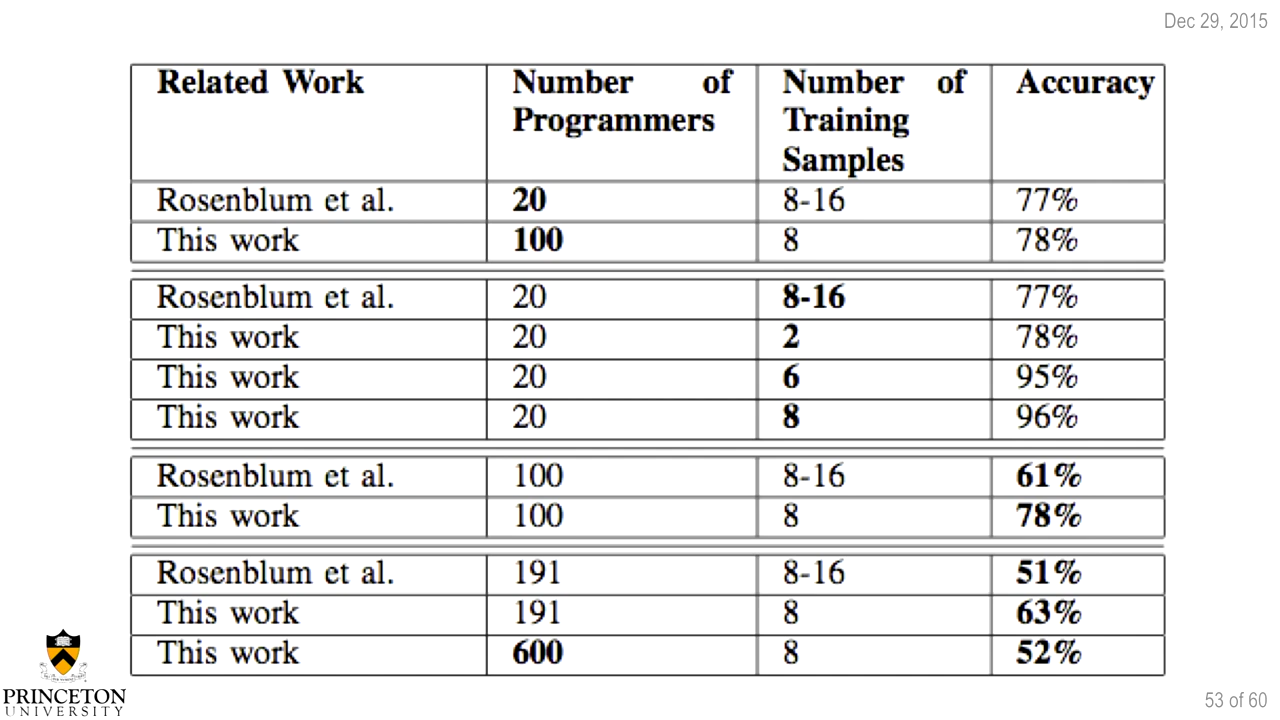 Dec 29, 2015
Related Work Number of Programmers Number of Training Samples Accuracy
Rosenblum et al. 20 8-16 77%
This work 100 8 78%
Rosenblum et al. 20 8-16 77%
This work 20 2 78%
This work 20 6 95%
This work 20 8 96%
Rosenblum et al. 100 8-16 61%
This work 100 8 78%
Rosenblum et al. 191 8-16 51%
This work 191 8 63%
This work 600 8 52%
PRINCETON
UNIVERSITY
53 of 60